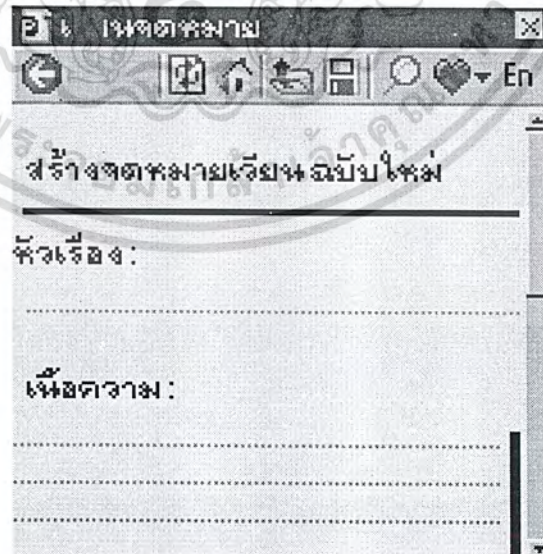 เขียนจดหมาย
En
สร้างจดหมายเวียนฉบับใหม่
หัวเรื่อง:
เนื้อความ: